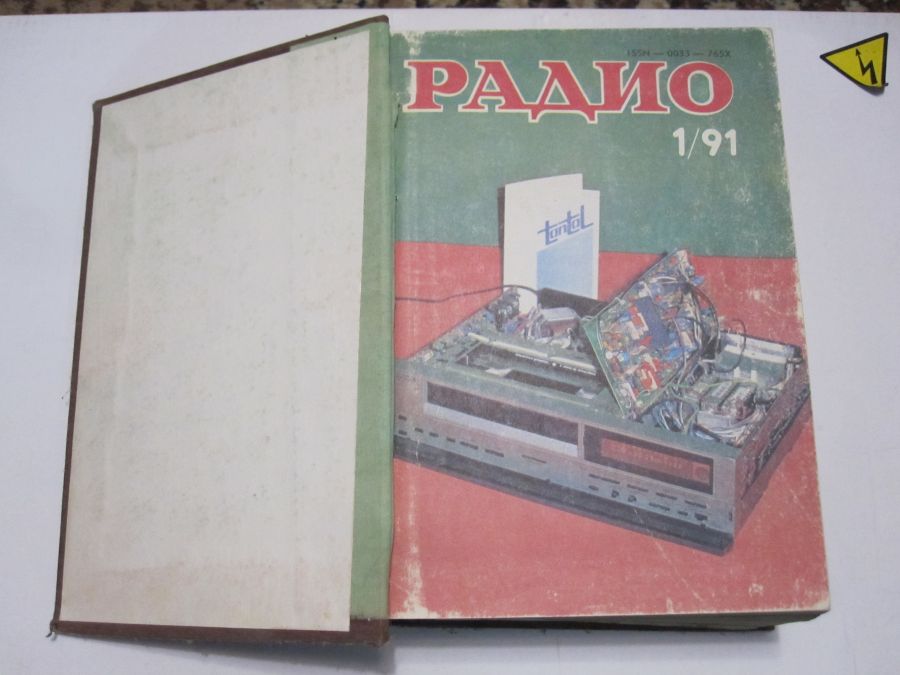 ISSN — 0033 — 765X
РАДИО
1/91
tantal